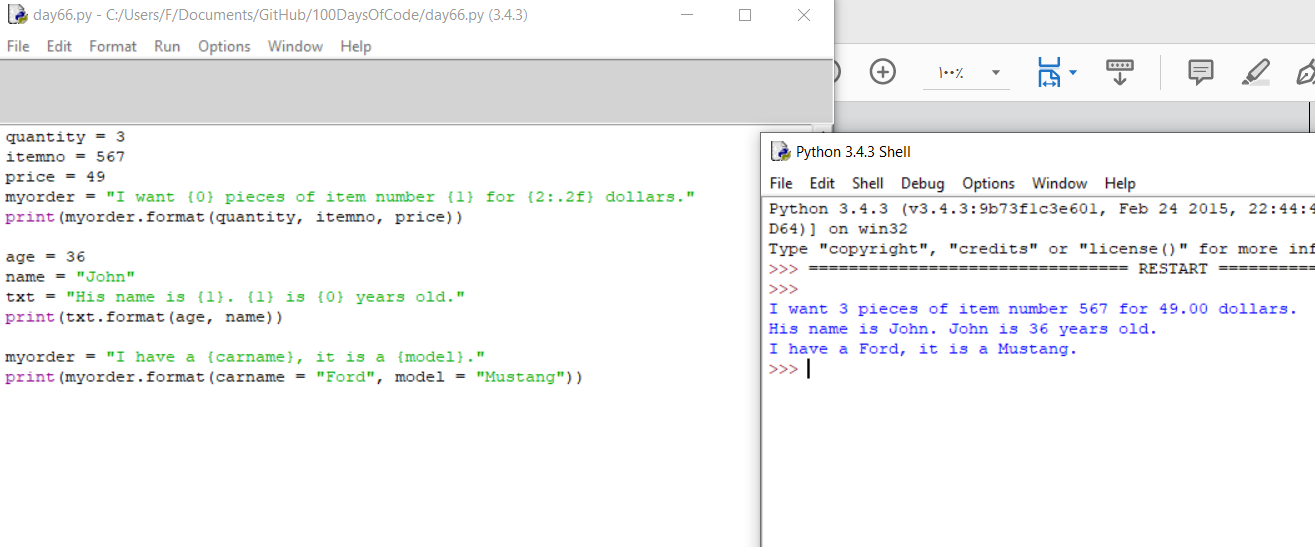 day66.py - C:/Users/F/Documents/GitHub/100DaysOfCode/day66.py (3.4.3)
File Edit Format Run Options Window Help
quantity = 3
itemno = 567
price = 49
myorder = "I want {0} pieces of item number {1} for {2:.2f} dollars."
print(myorder.format(quantity, itemno, price))
age = 36
name = "John"
txt = "His name is {1}. {1} is {0} years old."
print(txt.format(age, name))
myorder = "I have a {carname}, it is a {model}."
print(myorder.format(carname = "Ford", model = "Mustang"))
١٠٠٪
Python 3.4.3 Shell
File Edit Shell Debug Options Window Help
Python 3.4.3 (v3.4.3:9b73f1c3e601, Feb 24 2015, 22:44:4
D64)] on win32
Type "copyright", "credits" or "license()" for more inf
>>> ================================ RESTART ==========
>>>
I want 3 pieces of item number 567 for 49.00 dollars.
His name is John. John is 36 years old.
I have a Ford, it is a Mustang.
>>>